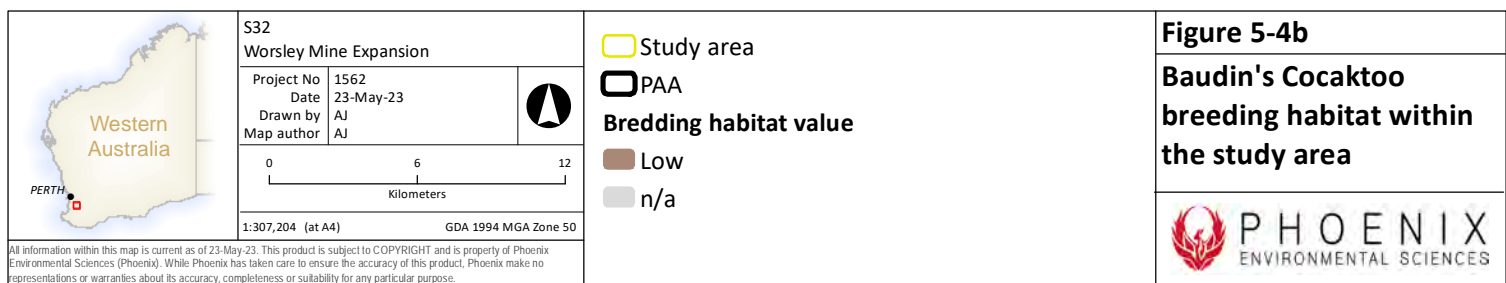 Western
Australia
PERTH
All information within this map is current as of 23-May-23. This product is subject to COPYRIGHT and is property of Phoenix
Environmental Sciences (Phoenix). While Phoenix has taken care to ensure the accuracy of this product, Phoenix make no
representations or warranties about its accuracy, completeness or suitability for any particular purpose.
S32
Worsley Mine Expansion
Project No 1562
Date 23-May-23
Drawn by AJ
Map author AJ
0 6 12
Kilometers
1:307,204 (at A4) GDA 1994 MGA Zone 50
Study area
PAA
Bredding habitat value
Low
n/a
Figure 5-4b
Baudin's Cocaktoo
breeding habitat within
the study area
PHOENIX
ENVIRONMENTAL SCIENCES